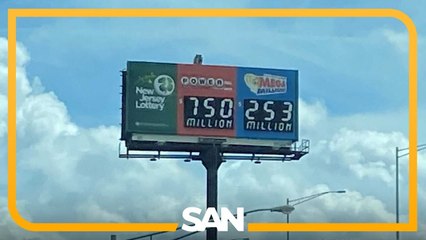 New Jersey
Lottery
POWERBALL
$750
MILLION
MEGA
MILLIONS
$253
MILLION
SAN